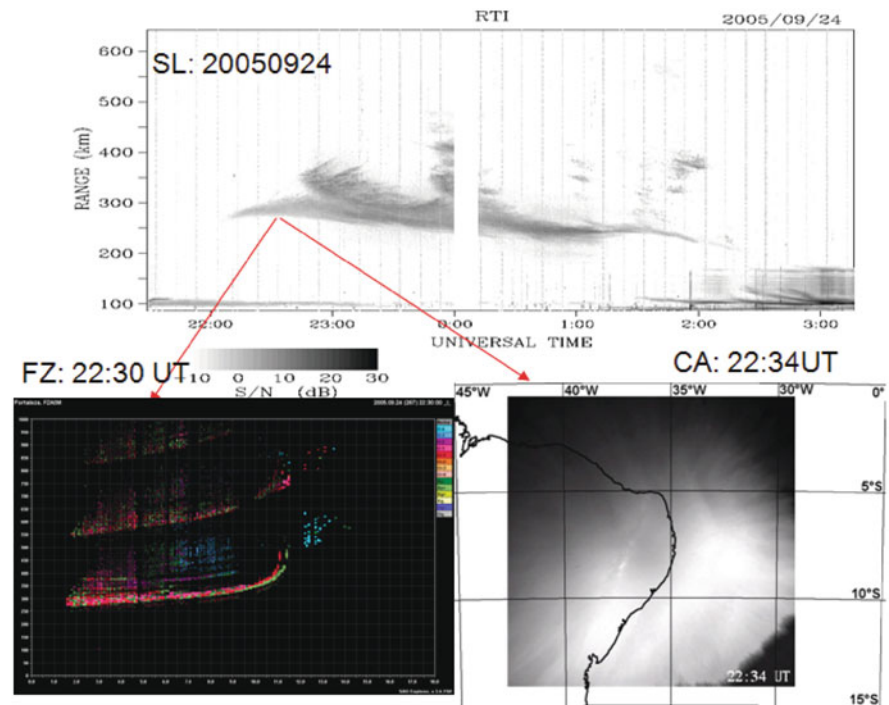 RTI 2005/09/24
SL: 20050924
600
500
400
300
200
100
RANGE (km)
22:00 23:00 0:00 1:00 2:00 3:00
UNIVERSAL TIME
FZ: 22:30 UT
-10 0 10 20 30
S/N (dB)
CA: 22:34UT
45°W 40°W 35°W 30°W 0°
5°S
10°S
15°S
22:34 UT